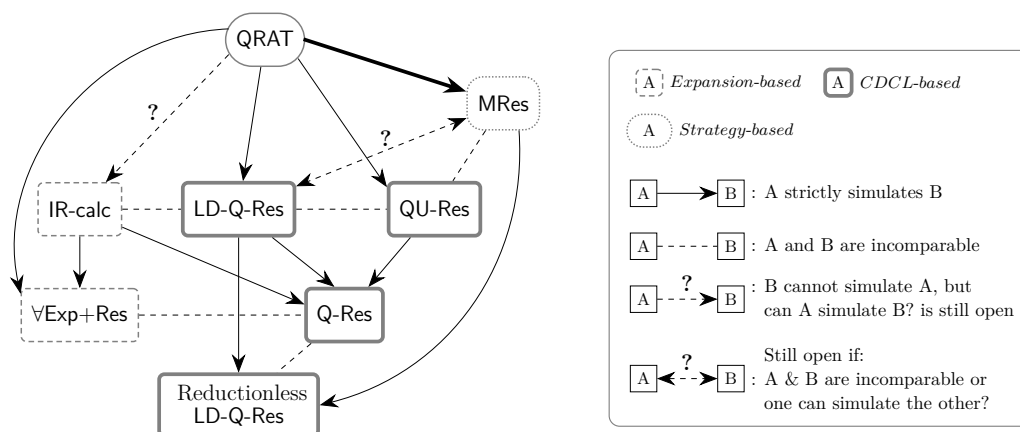 QRAT
?
?
MRes
IR-calc
LD-Q-Res
QU-Res
∀Exp+Res
Q-Res
Reductionless
LD-Q-Res
A Expansion-based
A CDCL-based
A Strategy-based
A B : A strictly simulates B
A B : A and B are incomparable
A ? B : B cannot simulate A, but
can A simulate B? is still open
Still open if:
A ? B : A & B are incomparable or
one can simulate the other?